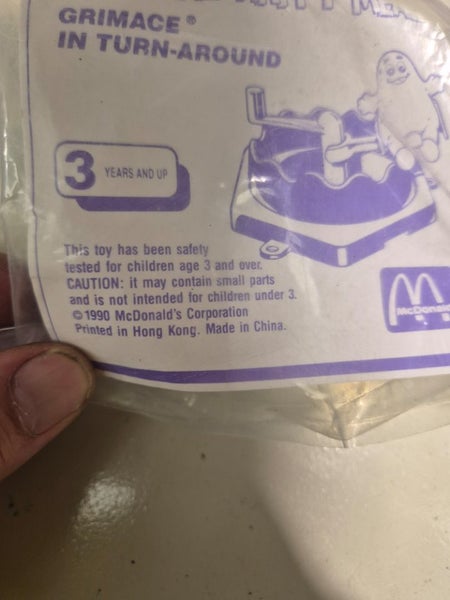 GRIMACE®
IN TURN-AROUND
3 YEARS AND UP
This toy has been safety
tested for children age 3 and over.
CAUTION: it may contain small parts
and is not intended for children under 3.
© 1990 McDonald's Corporation
Printed in Hong Kong. Made in China.